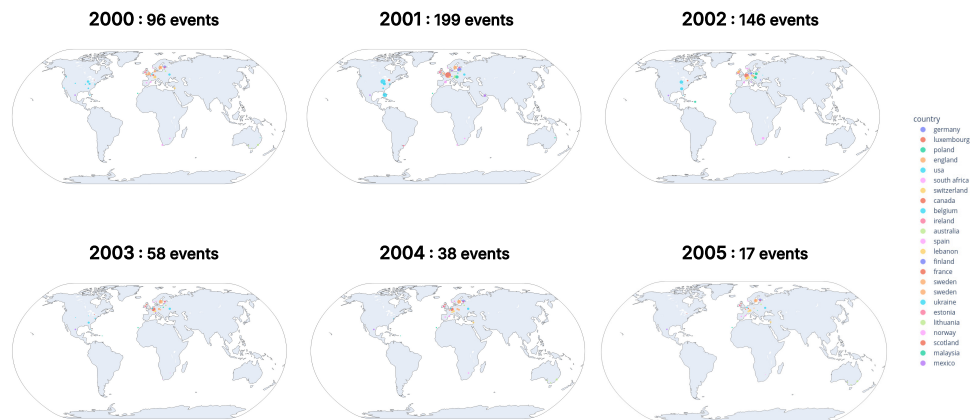 2000 : 96 events
2001 : 199 events
2002 : 146 events
2003 : 58 events
2004 : 38 events
2005 : 17 events
country
germany
luxembourg
poland
england
usa
south africa
switzerland
canada
belgium
ireland
australia
spain
lebanon
finland
france
sweden
sweden
ukraine
estonia
lithuania
norway
scotland
malaysia
mexico